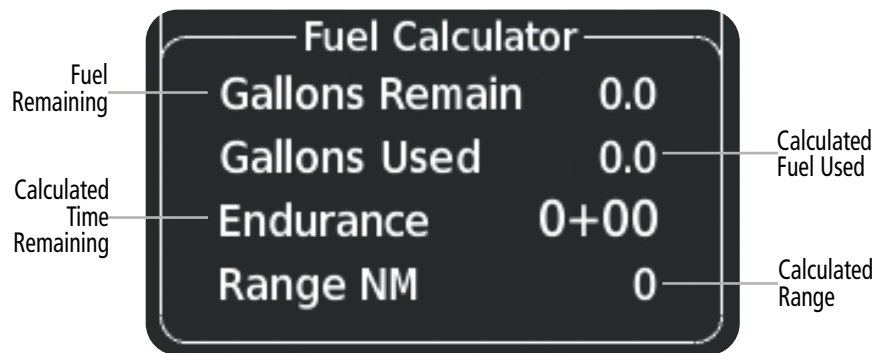 Fuel Calculator
Fuel
Remaining
Gallons Remain 0.0
Gallons Used 0.0
Calculated
Fuel Used
Calculated
Time
Remaining
Endurance 0+00
Range NM 0
Calculated
Range